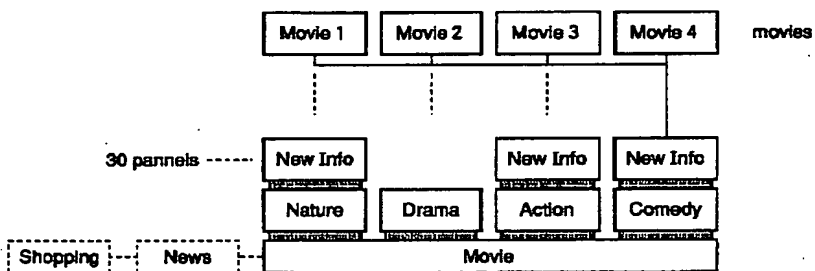 Movie 1 Movie 2 Movie 3 Movie 4 movies
30 pannels New Info New Info New Info
Nature Drama Action Comedy
Shopping News Movie